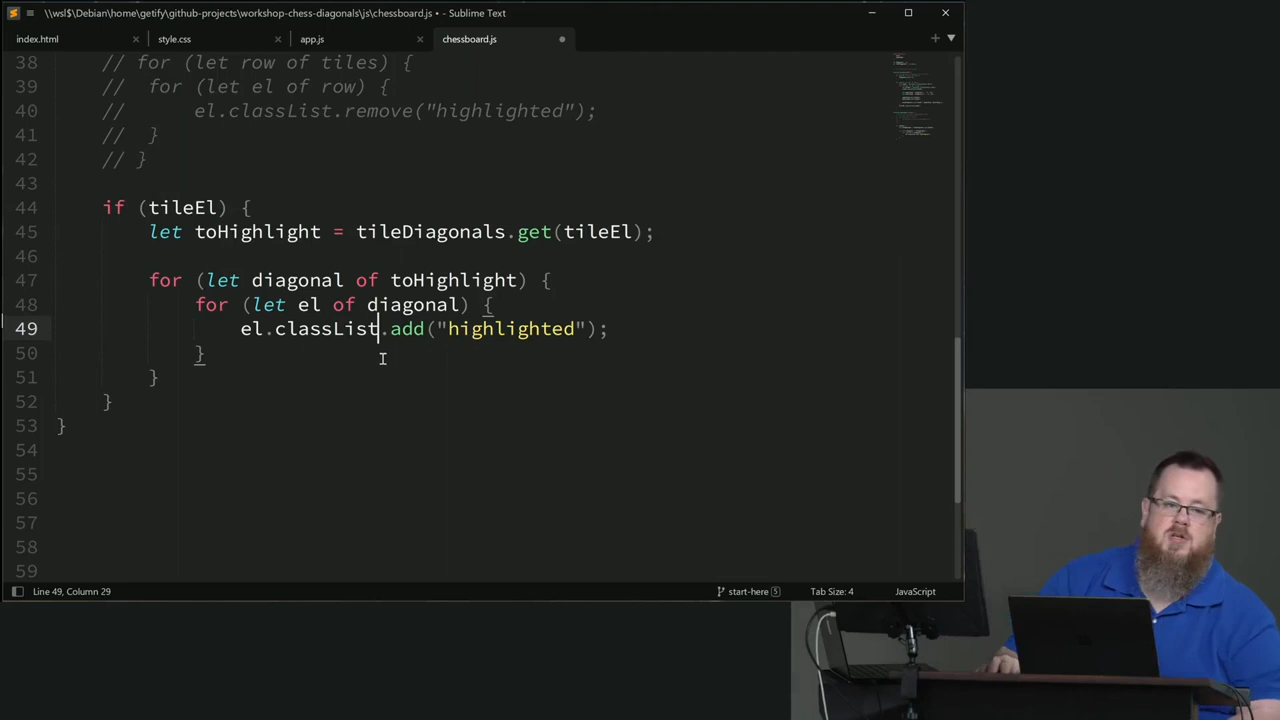 \\wsl$\Debian\home\getify\github-projects\workshop-chess-diagonals\js\chessboard.js • - Sublime Text
index.html
style.css
app.js
chessboard.js
38 // for (let row of tiles) {
39 //   for (let el of row) {
40 //     el.classList.remove("highlighted");
41 //   }
42 // }
43
44 if (tileEl) {
45 let toHighlight = tileDiagonals.get(tileEl);
46
47 for (let diagonal of toHighlight) {
48 for (let el of diagonal) {
49 el.classList.add("highlighted");
50 }
51 }
52 }
53 }
54
55
56
57
58
59
Line 49, Column 29
start-here 5
Tab Size: 4
JavaScript